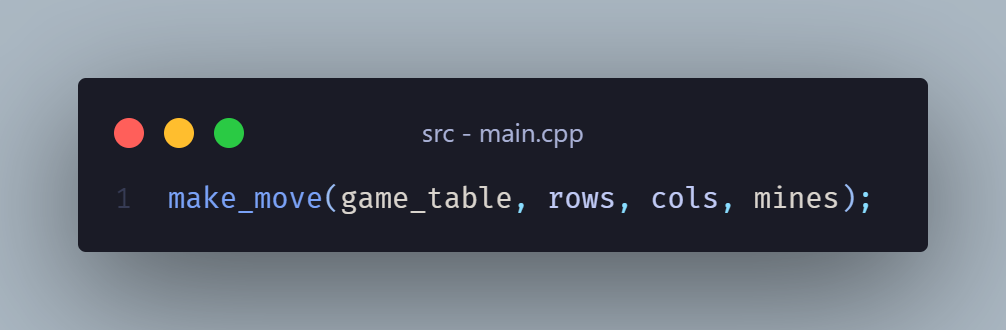 src - main.cpp
1 make_move(game_table, rows, cols, mines);